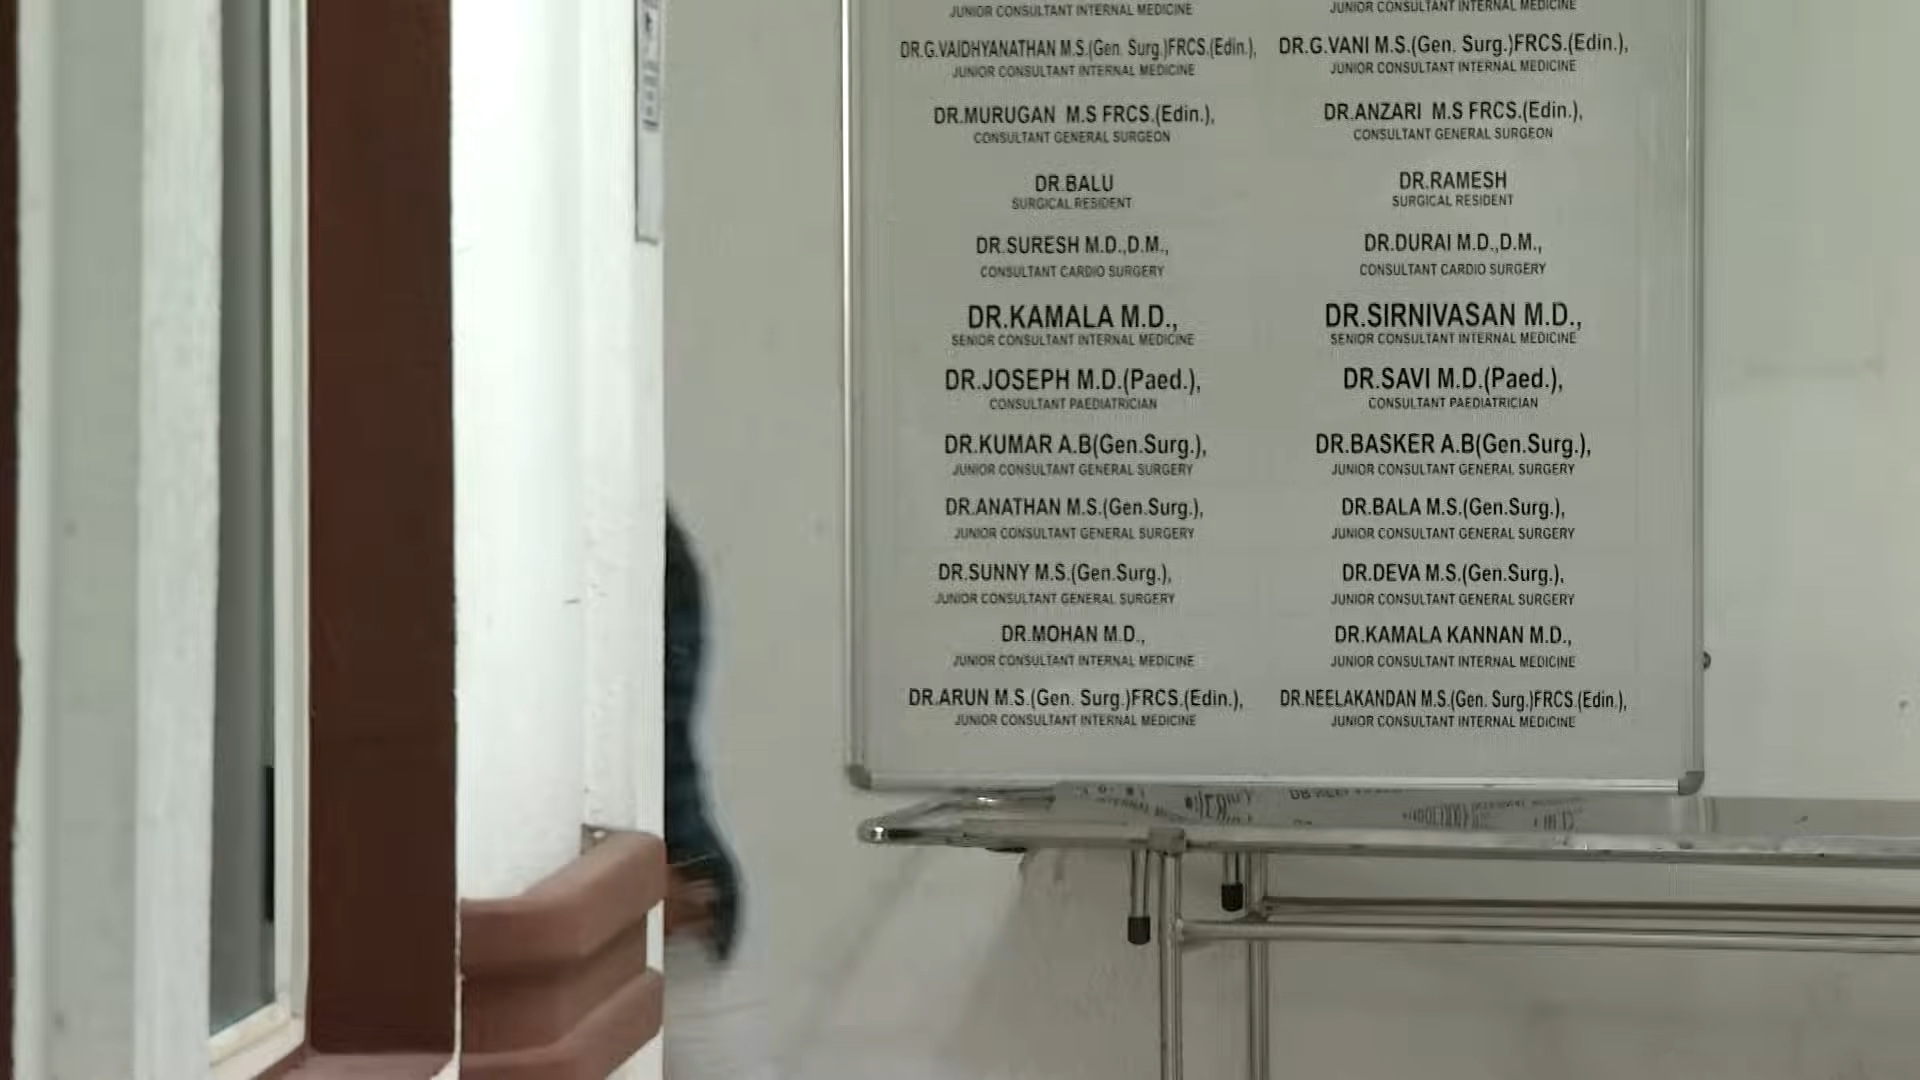 JUNIOR CONSULTANT INTERNAL MEDICINE JUNIOR CONSULTANT INTERNAL MEDICINE
DR.G.VAIDHYANATHAN M.S.(Gen. Surg.)FRCS.(Edin.), DR.G.VANI M.S.(Gen. Surg.)FRCS.(Edin.),
JUNIOR CONSULTANT INTERNAL MEDICINE JUNIOR CONSULTANT INTERNAL MEDICINE
DR.MURUGAN M.S FRCS.(Edin.), DR.ANZARI M.S FRCS.(Edin.),
CONSULTANT GENERAL SURGEON CONSULTANT GENERAL SURGEON
DR.BALU DR.RAMESH
SURGICAL RESIDENT SURGICAL RESIDENT
DR.SURESH M.D.,D.M., DR.DURAI M.D.,D.M.,
CONSULTANT CARDIO SURGERY CONSULTANT CARDIO SURGERY
DR.KAMALA M.D., DR.SIRNIVASAN M.D.,
SENIOR CONSULTANT INTERNAL MEDICINE SENIOR CONSULTANT INTERNAL MEDICINE
DR.JOSEPH M.D.(Paed.), DR.SAVI M.D.(Paed.),
CONSULTANT PAEDIATRICIAN CONSULTANT PAEDIATRICIAN
DR.KUMAR A.B(Gen.Surg.), DR.BASKER A.B(Gen.Surg.),
JUNIOR CONSULTANT GENERAL SURGERY JUNIOR CONSULTANT GENERAL SURGERY
DR.ANATHAN M.S.(Gen.Surg.), DR.BALA M.S.(Gen.Surg.),
JUNIOR CONSULTANT GENERAL SURGERY JUNIOR CONSULTANT GENERAL SURGERY
DR.SUNNY M.S.(Gen.Surg.), DR.DEVA M.S.(Gen.Surg.),
JUNIOR CONSULTANT GENERAL SURGERY JUNIOR CONSULTANT GENERAL SURGERY
DR.MOHAN M.D., DR.KAMALA KANNAN M.D.,
JUNIOR CONSULTANT INTERNAL MEDICINE JUNIOR CONSULTANT INTERNAL MEDICINE
DR.ARUN M.S.(Gen. Surg.)FRCS.(Edin.), DR.NEELAKANDAN M.S.(Gen. Surg.)FRCS.(Edin.),
JUNIOR CONSULTANT INTERNAL MEDICINE JUNIOR CONSULTANT INTERNAL MEDICINE